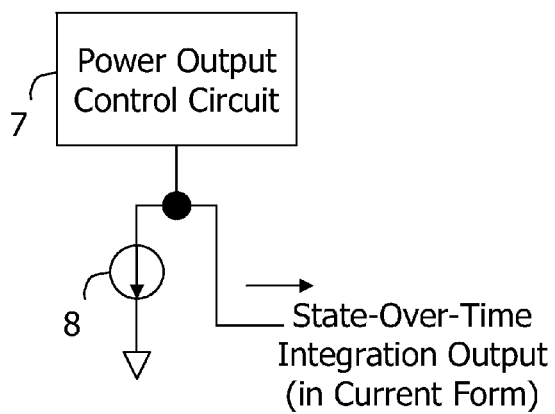 Power Output
Control Circuit
7
8
State-Over-Time
Integration Output
(in Current Form)